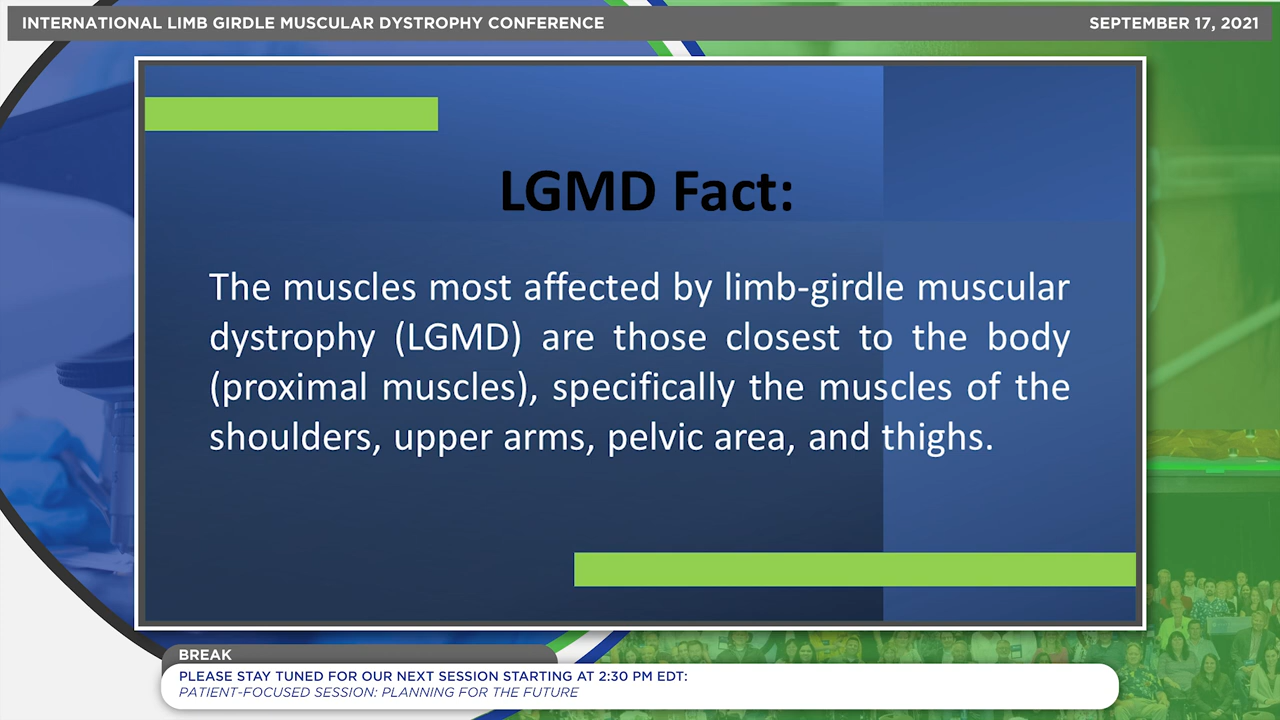 INTERNATIONAL LIMB GIRDLE MUSCULAR DYSTROPHY CONFERENCE
SEPTEMBER 17, 2021
LGMD Fact:
The muscles most affected by limb-girdle muscular
dystrophy (LGMD) are those closest to the body
(proximal muscles), specifically the muscles of the
shoulders, upper arms, pelvic area, and thighs.
BREAK
PLEASE STAY TUNED FOR OUR NEXT SESSION STARTING AT 2:30 PM EDT:
PATIENT-FOCUSED SESSION: PLANNING FOR THE FUTURE